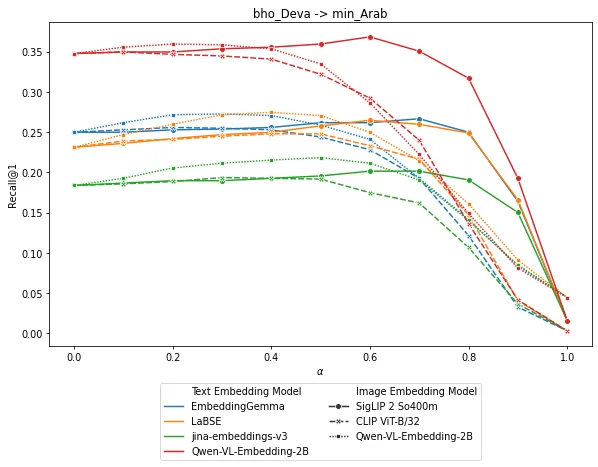 bho_Deva -> min_Arab
Recall@1
0.35
0.30
0.25
0.20
0.15
0.10
0.05
0.00
0.0 0.2 0.4 0.6 0.8 1.0
α
Text Embedding Model Image Embedding Model
EmbeddingGemma SigLIP 2 So400m
LaBSE CLIP ViT-B/32
jina-embeddings-v3 Qwen-VL-Embedding-2B
Qwen-VL-Embedding-2B